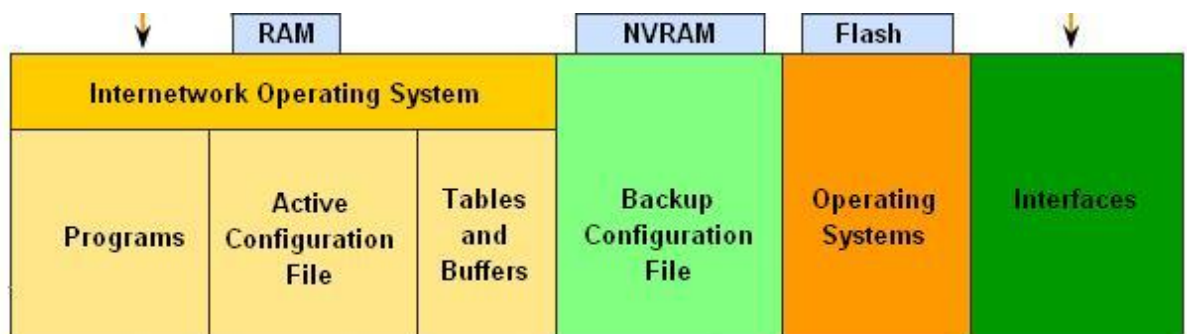 RAM
NVRAM
Flash
Internetwork Operating System
Programs
Active
Configuration
File
Tables
and
Buffers
Backup
Configuration
File
Operating
Systems
Interfaces